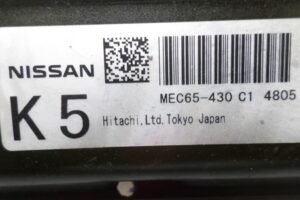 NISSAN
MEC65-430 C1 4805
K5
Hitachi,Ltd.Tokyo Japan